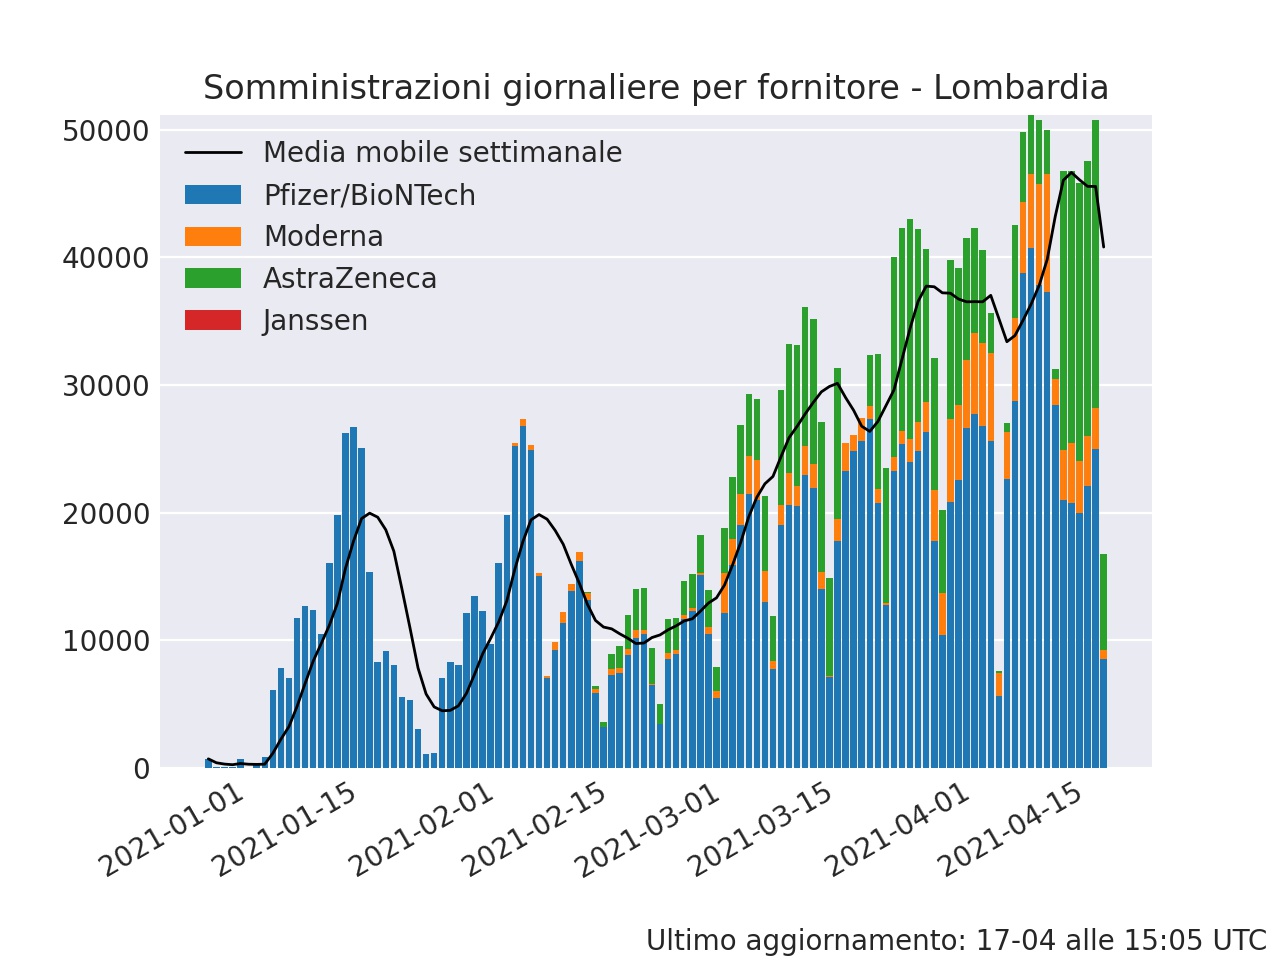 Somministrazioni giornaliere per fornitore - Lombardia
50000
40000
30000
20000
10000
0
Media mobile settimanale
Pfizer/BioNTech
Moderna
AstraZeneca
Janssen
2021-01-01
2021-01-15
2021-02-01
2021-02-15
2021-03-01
2021-03-15
2021-04-01
2021-04-15
Ultimo aggiornamento: 17-04 alle 15:05 UTC